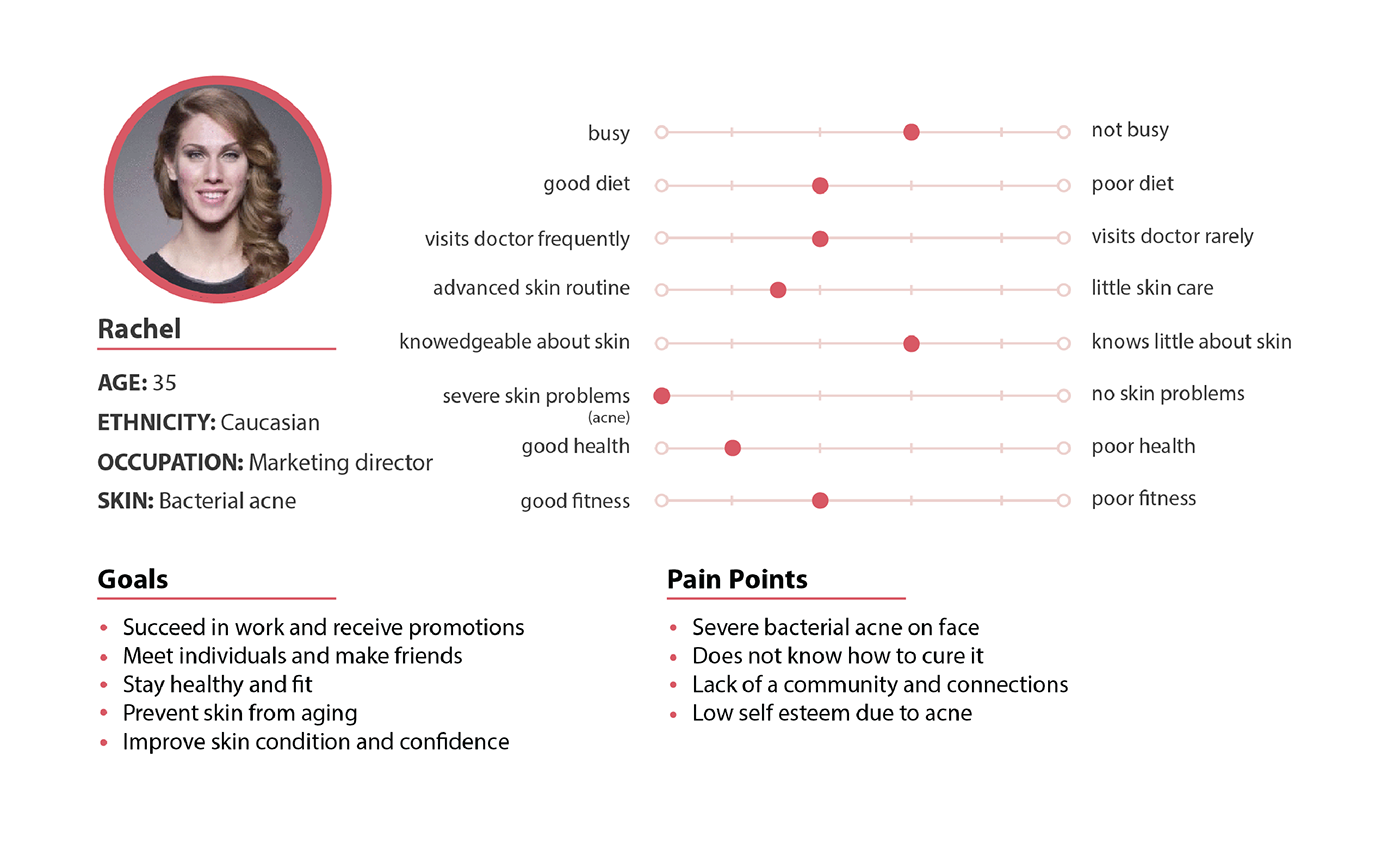 Rachel
AGE: 35
ETHNICITY: Caucasian
OCCUPATION: Marketing director
SKIN: Bacterial acne
busy
not busy
good diet
poor diet
visits doctor frequently
visits doctor rarely
advanced skin routine
little skin care
knowedgeable about skin
knows little about skin
severe skin problems
(acne)
no skin problems
good health
poor health
good fitness
poor fitness
Goals
• Succeed in work and receive promotions
• Meet individuals and make friends
• Stay healthy and fit
• Prevent skin from aging
• Improve skin condition and confidence
Pain Points
• Severe bacterial acne on face
• Does not know how to cure it
• Lack of a community and connections
• Low self esteem due to acne